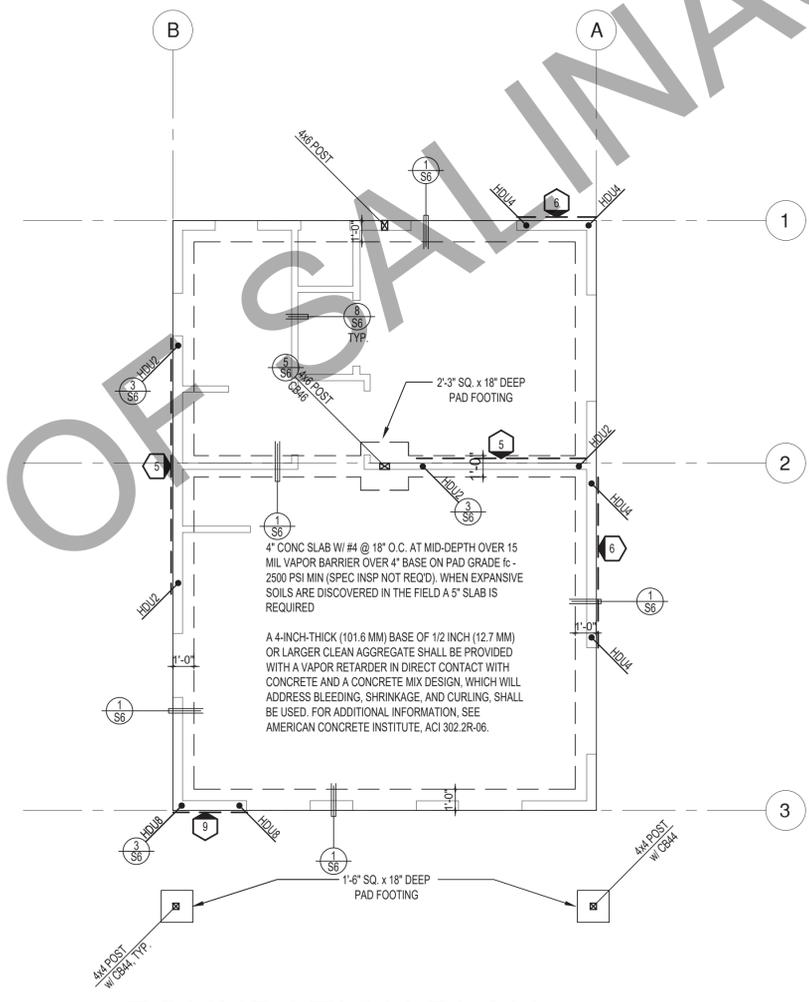 OF SALINA
B
A
4x6 POST
1
S6
HDU4
6
HDU4
1
1'-0"
8
S6
TYP.
HDU2
3
S6
5
S6
4x6 POST
CB46
2'-3" SQ. x 18" DEEP
PAD FOOTING
5
5
1'-0"
HDU2
2
HDU2
3
S6
HDU4
1
S6
6
4" CONC SLAB W/ #4 @ 18" O.C. AT MID-DEPTH OVER 15
MIL VAPOR BARRIER OVER 4" BASE ON PAD GRADE fc -
2500 PSI MIN (SPEC INSP NOT REQ'D). WHEN EXPANSIVE
SOILS ARE DISCOVERED IN THE FIELD A 5" SLAB IS
REQUIRED
HDU2
1
S6
1'-0"
HDU4
A 4-INCH-THICK (101.6 MM) BASE OF 1/2 INCH (12.7 MM)
OR LARGER CLEAN AGGREGATE SHALL BE PROVIDED
WITH A VAPOR RETARDER IN DIRECT CONTACT WITH
CONCRETE AND A CONCRETE MIX DESIGN, WHICH WILL
ADDRESS BLEEDING, SHRINKAGE, AND CURLING, SHALL
BE USED. FOR ADDITIONAL INFORMATION, SEE
AMERICAN CONCRETE INSTITUTE, ACI 302.2R-06.
1'-0"
1
S6
1'-0"
3
HDU8
9
HDU8
3
S6
1
S6
4x4 POST
w/ CB44
1'-6" SQ. x 18" DEEP
PAD FOOTING
4x4 POST
w/ CB44, TYP.